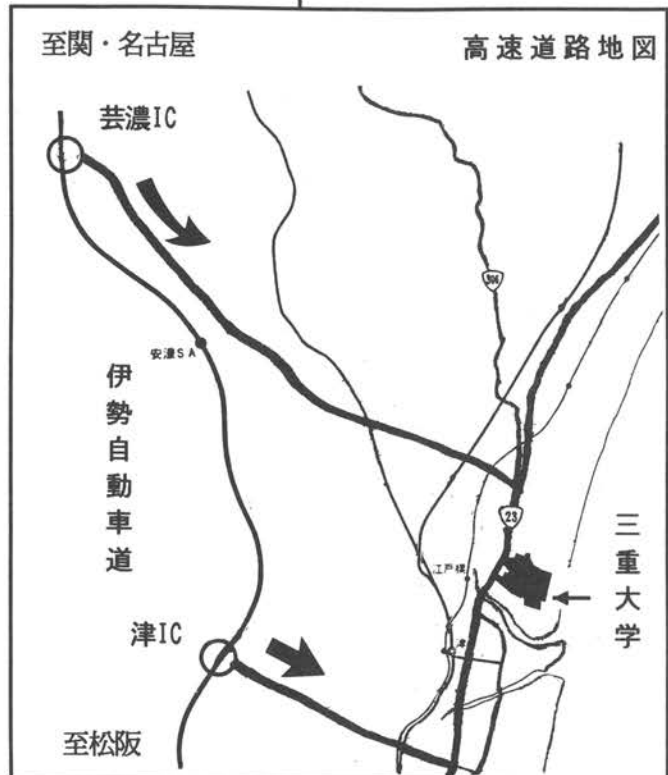 至関・名古屋
高速道路地図
芸濃IC
306
安濃SA
伊勢自動車道
23
三重大学
江戸橋
津IC
津
至松阪